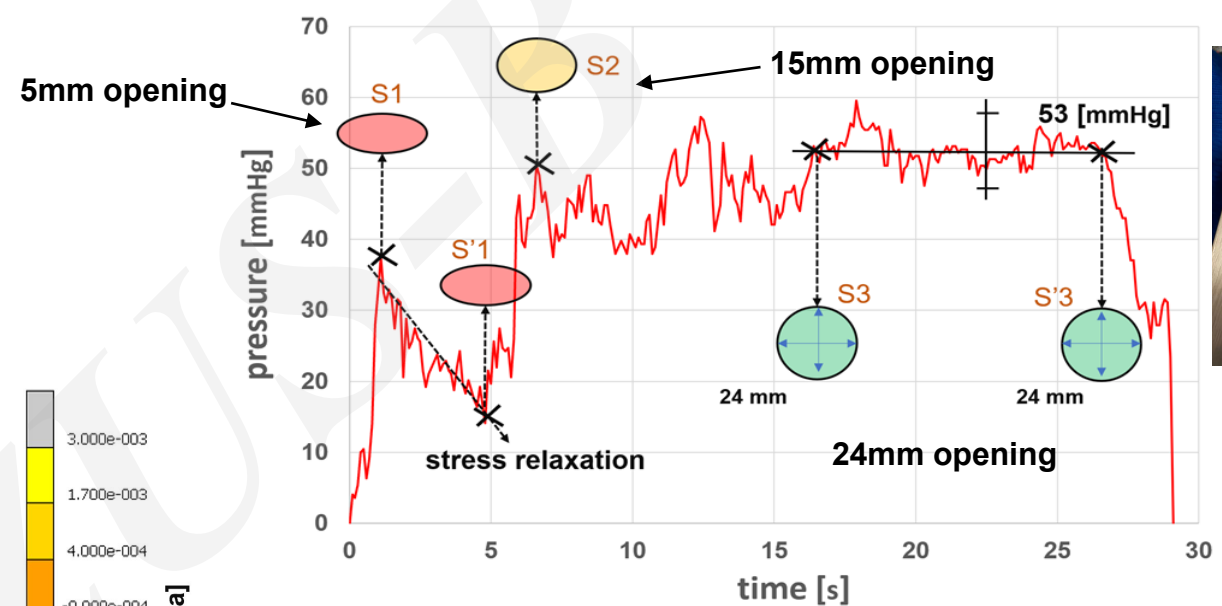 70
60
50
40
30
20
10
0
pressure [mmHg]
0 5 10 15 20 25 30
time [s]
5mm opening
S1
S2
15mm opening
S'1
53 [mmHg]
S3
S'3
24 mm
24 mm
stress relaxation
24mm opening
3.000e-003
1.700e-003
4.000e-004